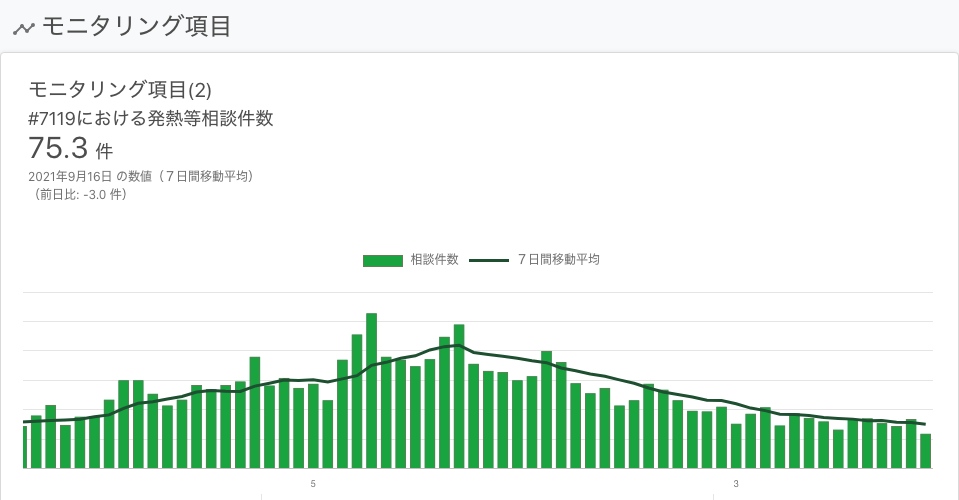 モニタリング項目
モニタリング項目(2)
#7119における発熱等相談件数
75.3 件
2021年9月16日 の数値（７日間移動平均）
（前日比: -3.0 件）
相談件数 ７日間移動平均
5 3